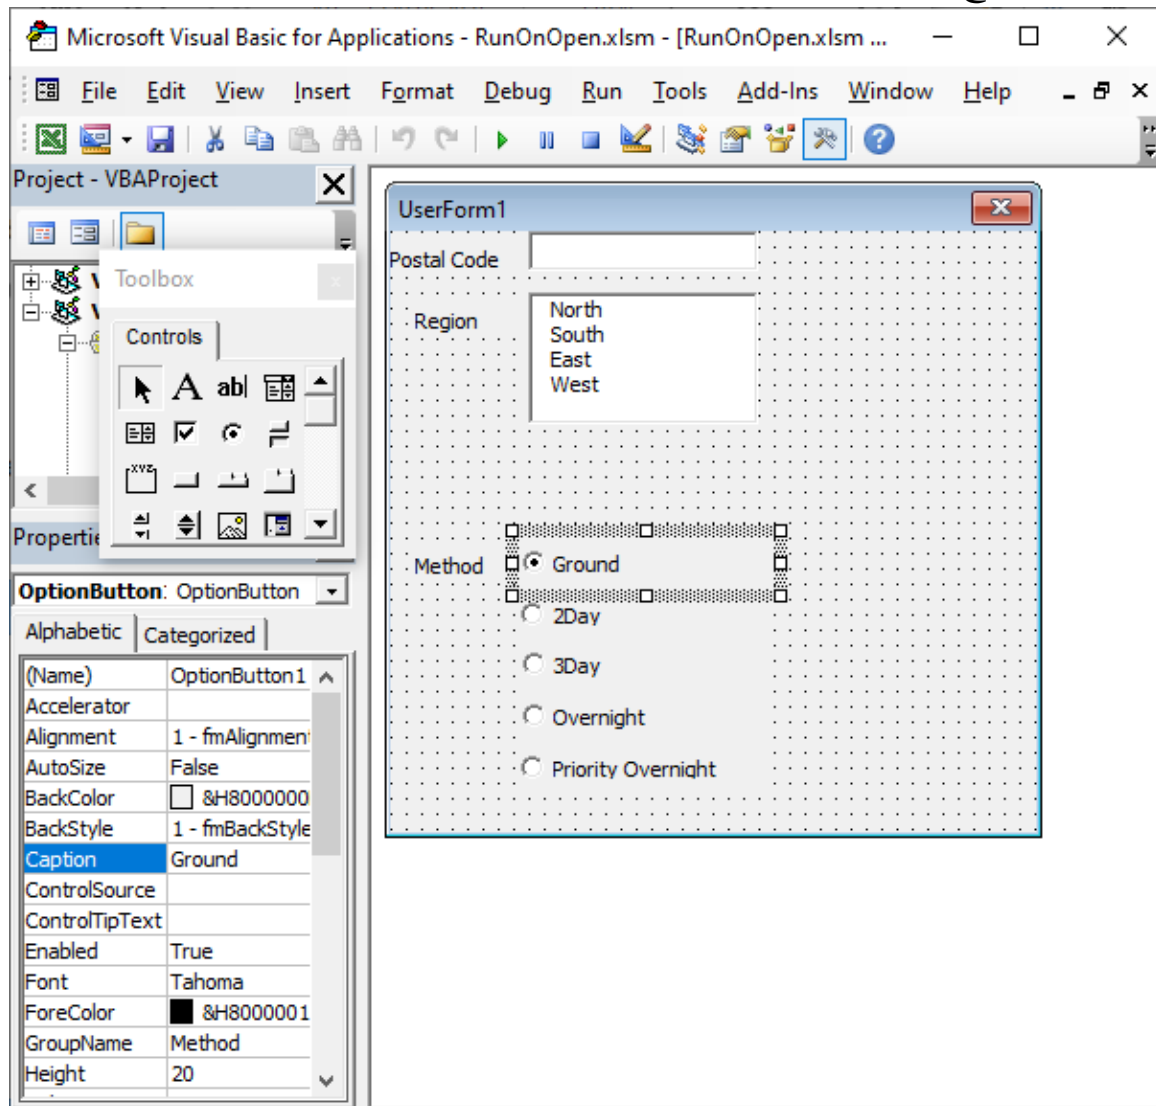 Microsoft Visual Basic for Applications - RunOnOpen.xlsm - [RunOnOpen.xlsm ...
File Edit View Insert Format Debug Run Tools Add-Ins Window Help
Project - VBAProject
Toolbox
Controls
A ab|
xyz
OptionButton: OptionButton
Alphabetic Categorized
(Name) OptionButton1
Accelerator
Alignment 1 - fmAlignment
AutoSize False
BackColor &H8000000
BackStyle 1 - fmBackStyle
Caption Ground
ControlSource
ControlTipText
Enabled True
Font Tahoma
ForeColor &H8000001
GroupName Method
Height 20
UserForm1
Postal Code
Region
North
South
East
West
Method
Ground
2Day
3Day
Overnight
Priority Overnight